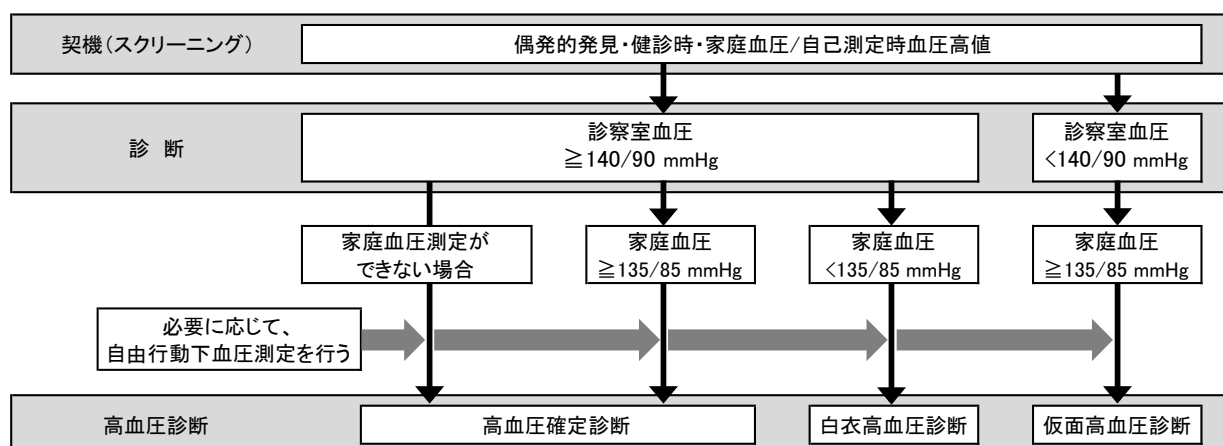 契機（スクリーニング）
偶発的発見・健診時・家庭血圧/自己測定時血圧高値
診 断
診察室血圧
≧140/90 mmHg
診察室血圧
<140/90 mmHg
家庭血圧測定が
できない場合
家庭血圧
≧135/85 mmHg
家庭血圧
<135/85 mmHg
家庭血圧
≧135/85 mmHg
必要に応じて、
自由行動下血圧測定を行う
高血圧診断
高血圧確定診断
白衣高血圧診断
仮面高血圧診断